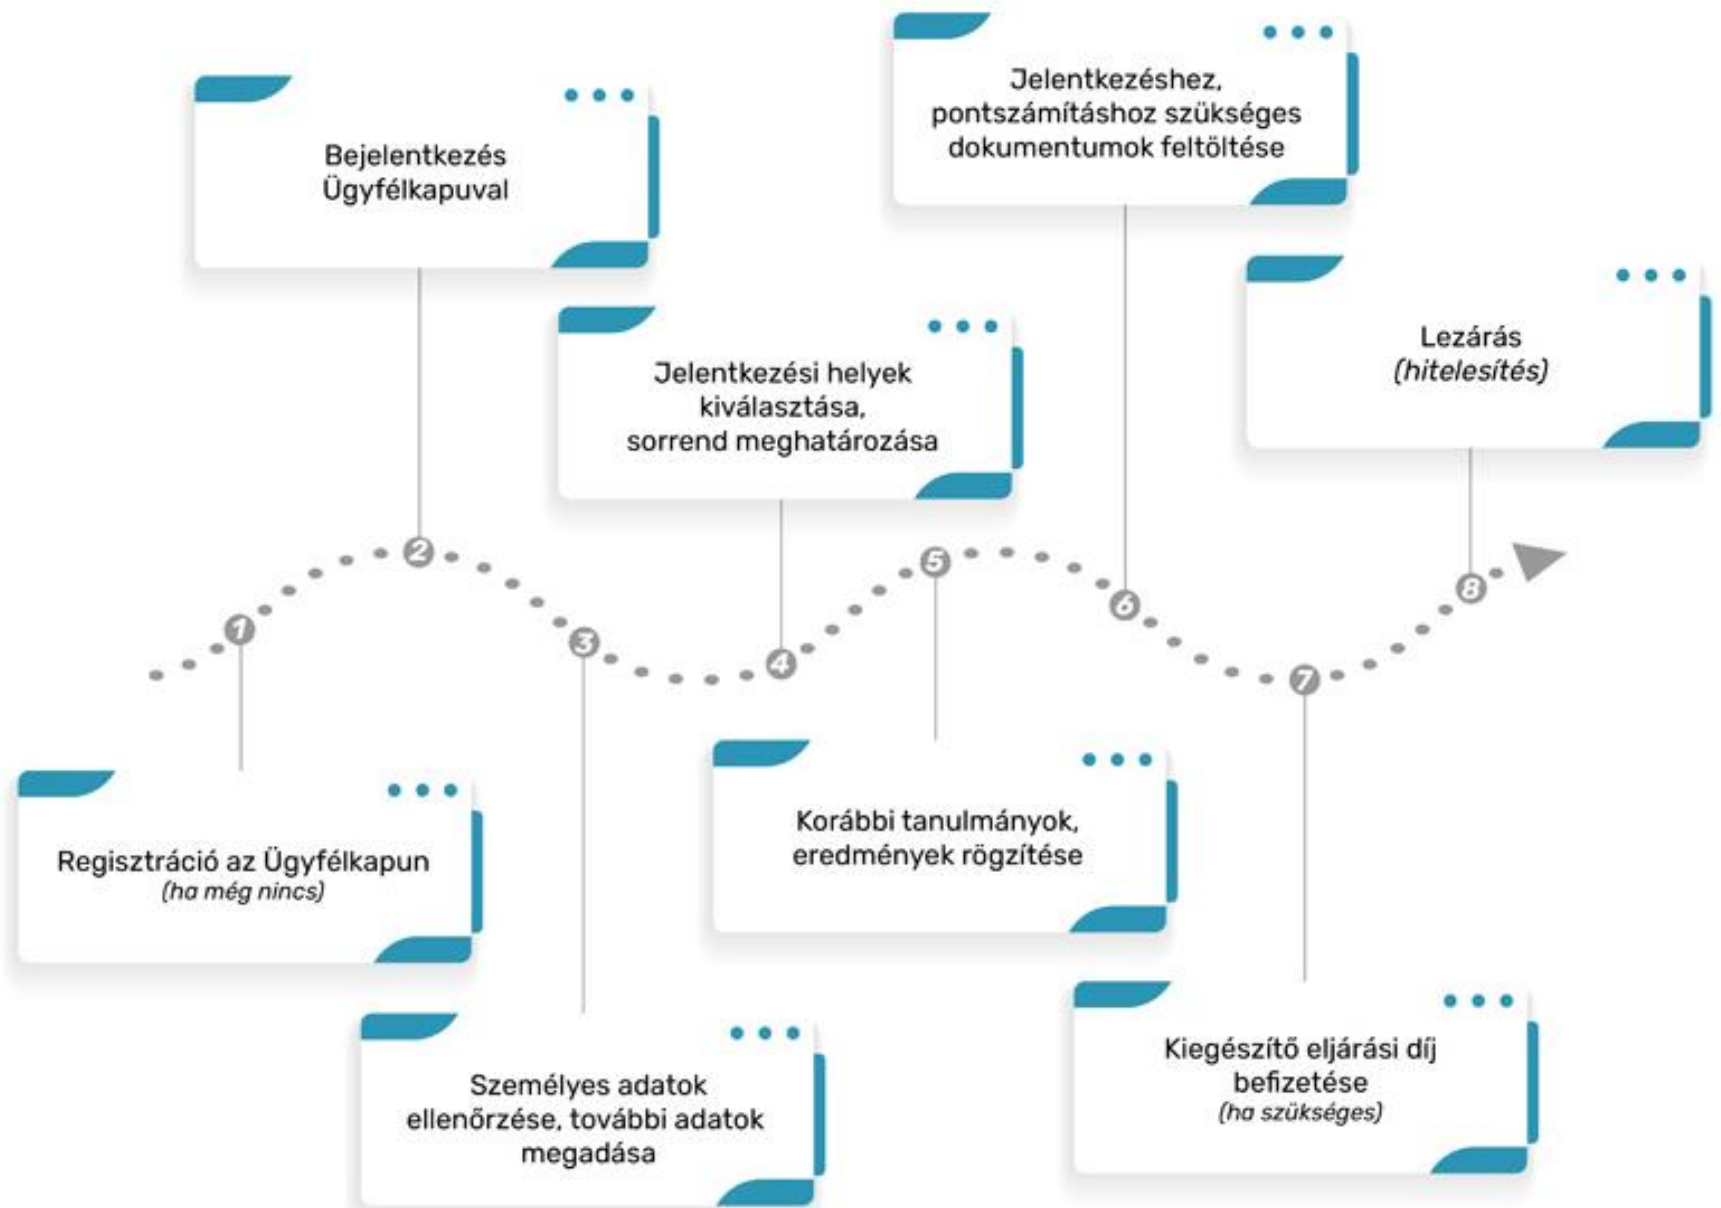 1
Regisztráció az Ügyfélkapun
(ha még nincs)
2
Bejelentkezés
Ügyfélkapuval
3
Személyes adatok
ellenőrzése, további adatok
megadása
4
Jelentkezési helyek
kiválasztása,
sorrend meghatározása
5
Korábbi tanulmányok,
eredmények rögzítése
6
Jelentkezéshez,
pontszámításhoz szükséges
dokumentumok feltöltése
7
Kiegészítő eljárási díj
befizetése
(ha szükséges)
8
Lezárás
(hitelesítés)